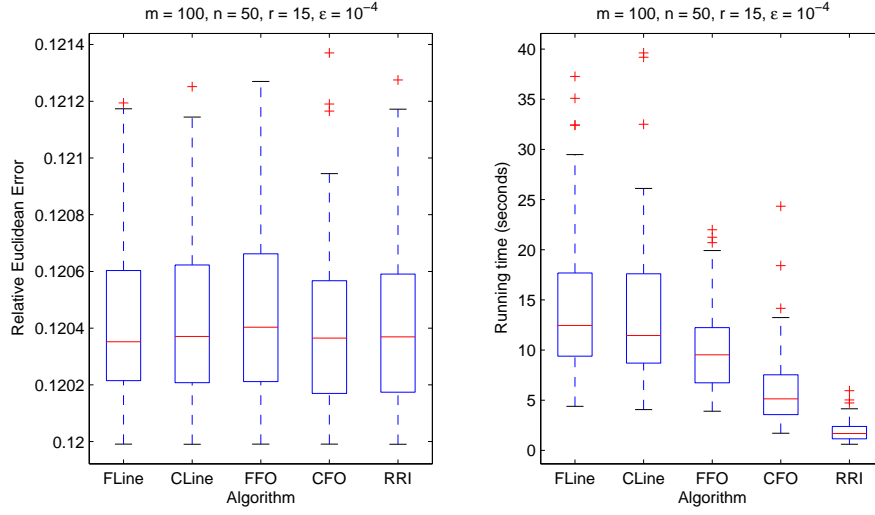 m = 100, n = 50, r = 15, ε = 10⁻⁴
Relative Euclidean Error
0.1214
0.1212
0.121
0.1208
0.1206
0.1204
0.1202
0.12
FLine CLine FFO CFO RRI
Algorithm
m = 100, n = 50, r = 15, ε = 10⁻⁴
Running time (seconds)
40
35
30
25
20
15
10
5
0
FLine CLine FFO CFO RRI
Algorithm